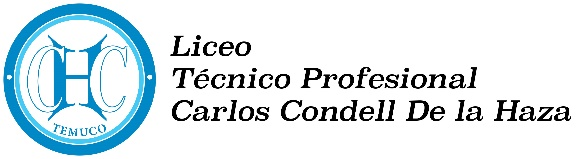 CHC
TEMUCO
Liceo
Técnico Profesional
Carlos Condell De la Haza